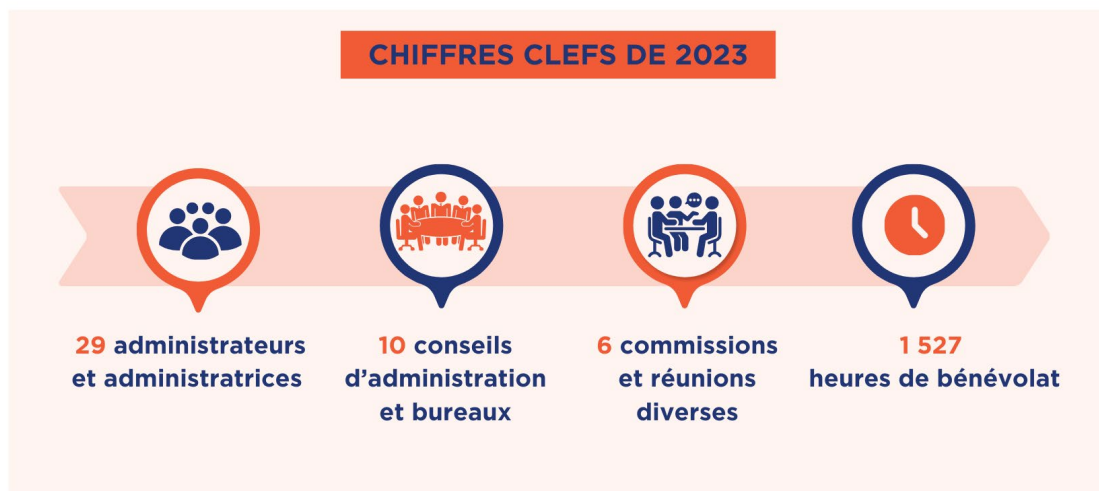 CHIFFRES CLEFS DE 2023
29 administrateurs
et administratrices
10 conseils
d'administration
et bureaux
6 commissions
et réunions
diverses
1 527
heures de bénévolat